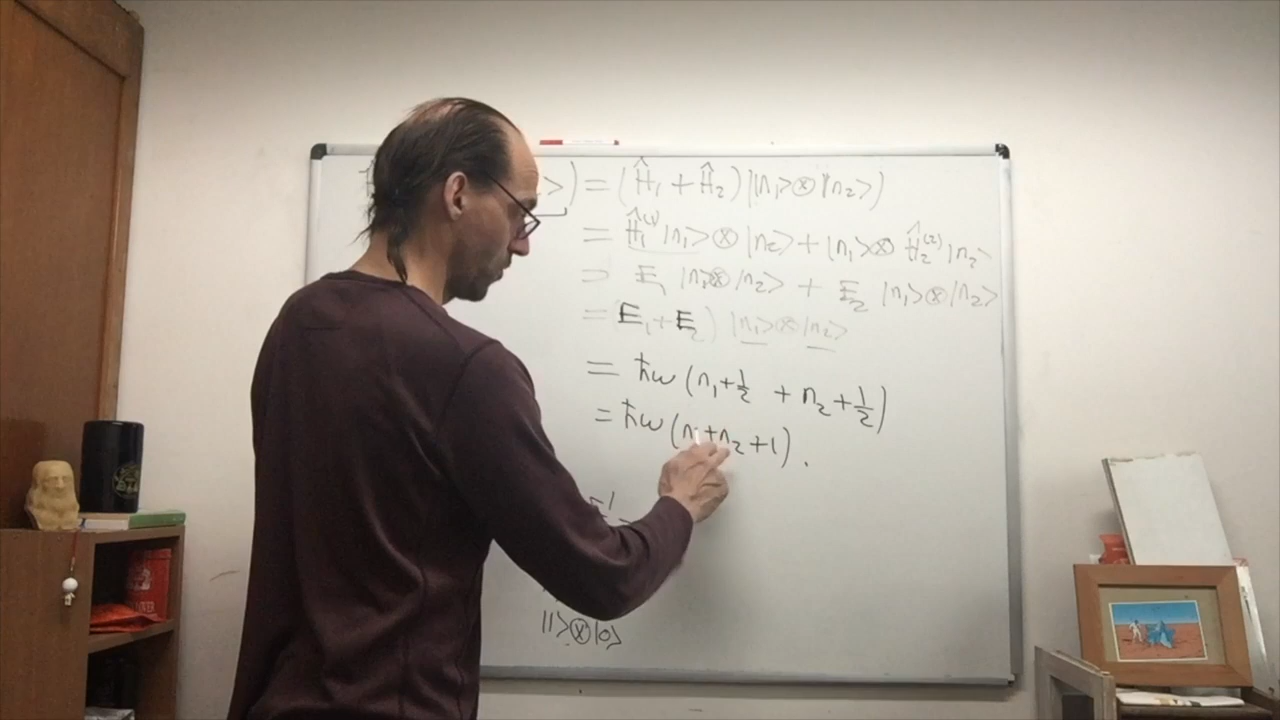 >) = (Ĥ₁ + Ĥ₂) |n₁>⊗|n₂>)
= Ĥ₁⁽¹⁾|n₁>⊗|n₂> + |n₁>⊗ Ĥ₂⁽²⁾|n₂>
= E₁ |n₁>⊗|n₂> + E₂ |n₁>⊗|n₂>
= E₁+E₂) |n₁>⊗|n₂>
= ħω (n₁+½ + n₂+½)
= ħω (n₁+n₂+1).
|1>⊗|0>